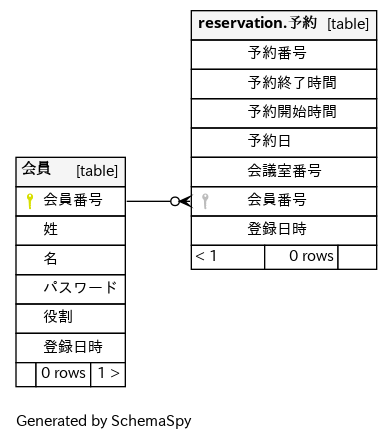 reservation.予約 [table]
予約番号
予約終了時間
予約開始時間
予約日
会議室番号
会員番号
登録日時
< 1 0 rows
会員 [table]
会員番号
姓
名
パスワード
役割
登録日時
0 rows 1 >
Generated by SchemaSpy